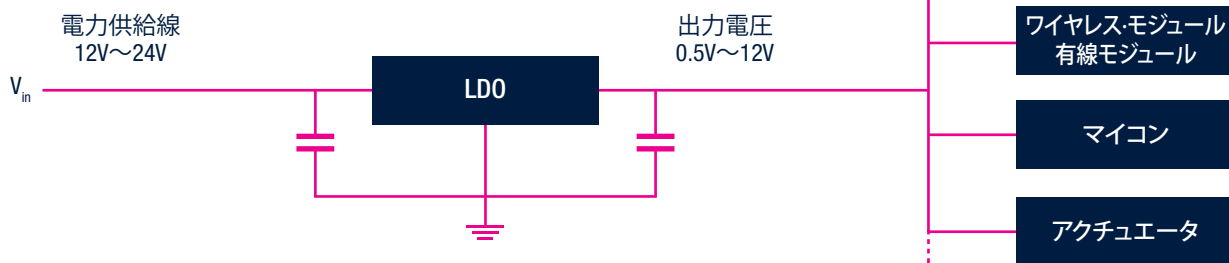 電力供給線
12V～24V
出力電圧
0.5V～12V
ワイヤレス・モジュール
有線モジュール
Vin
LDO
マイコン
アクチュエータ